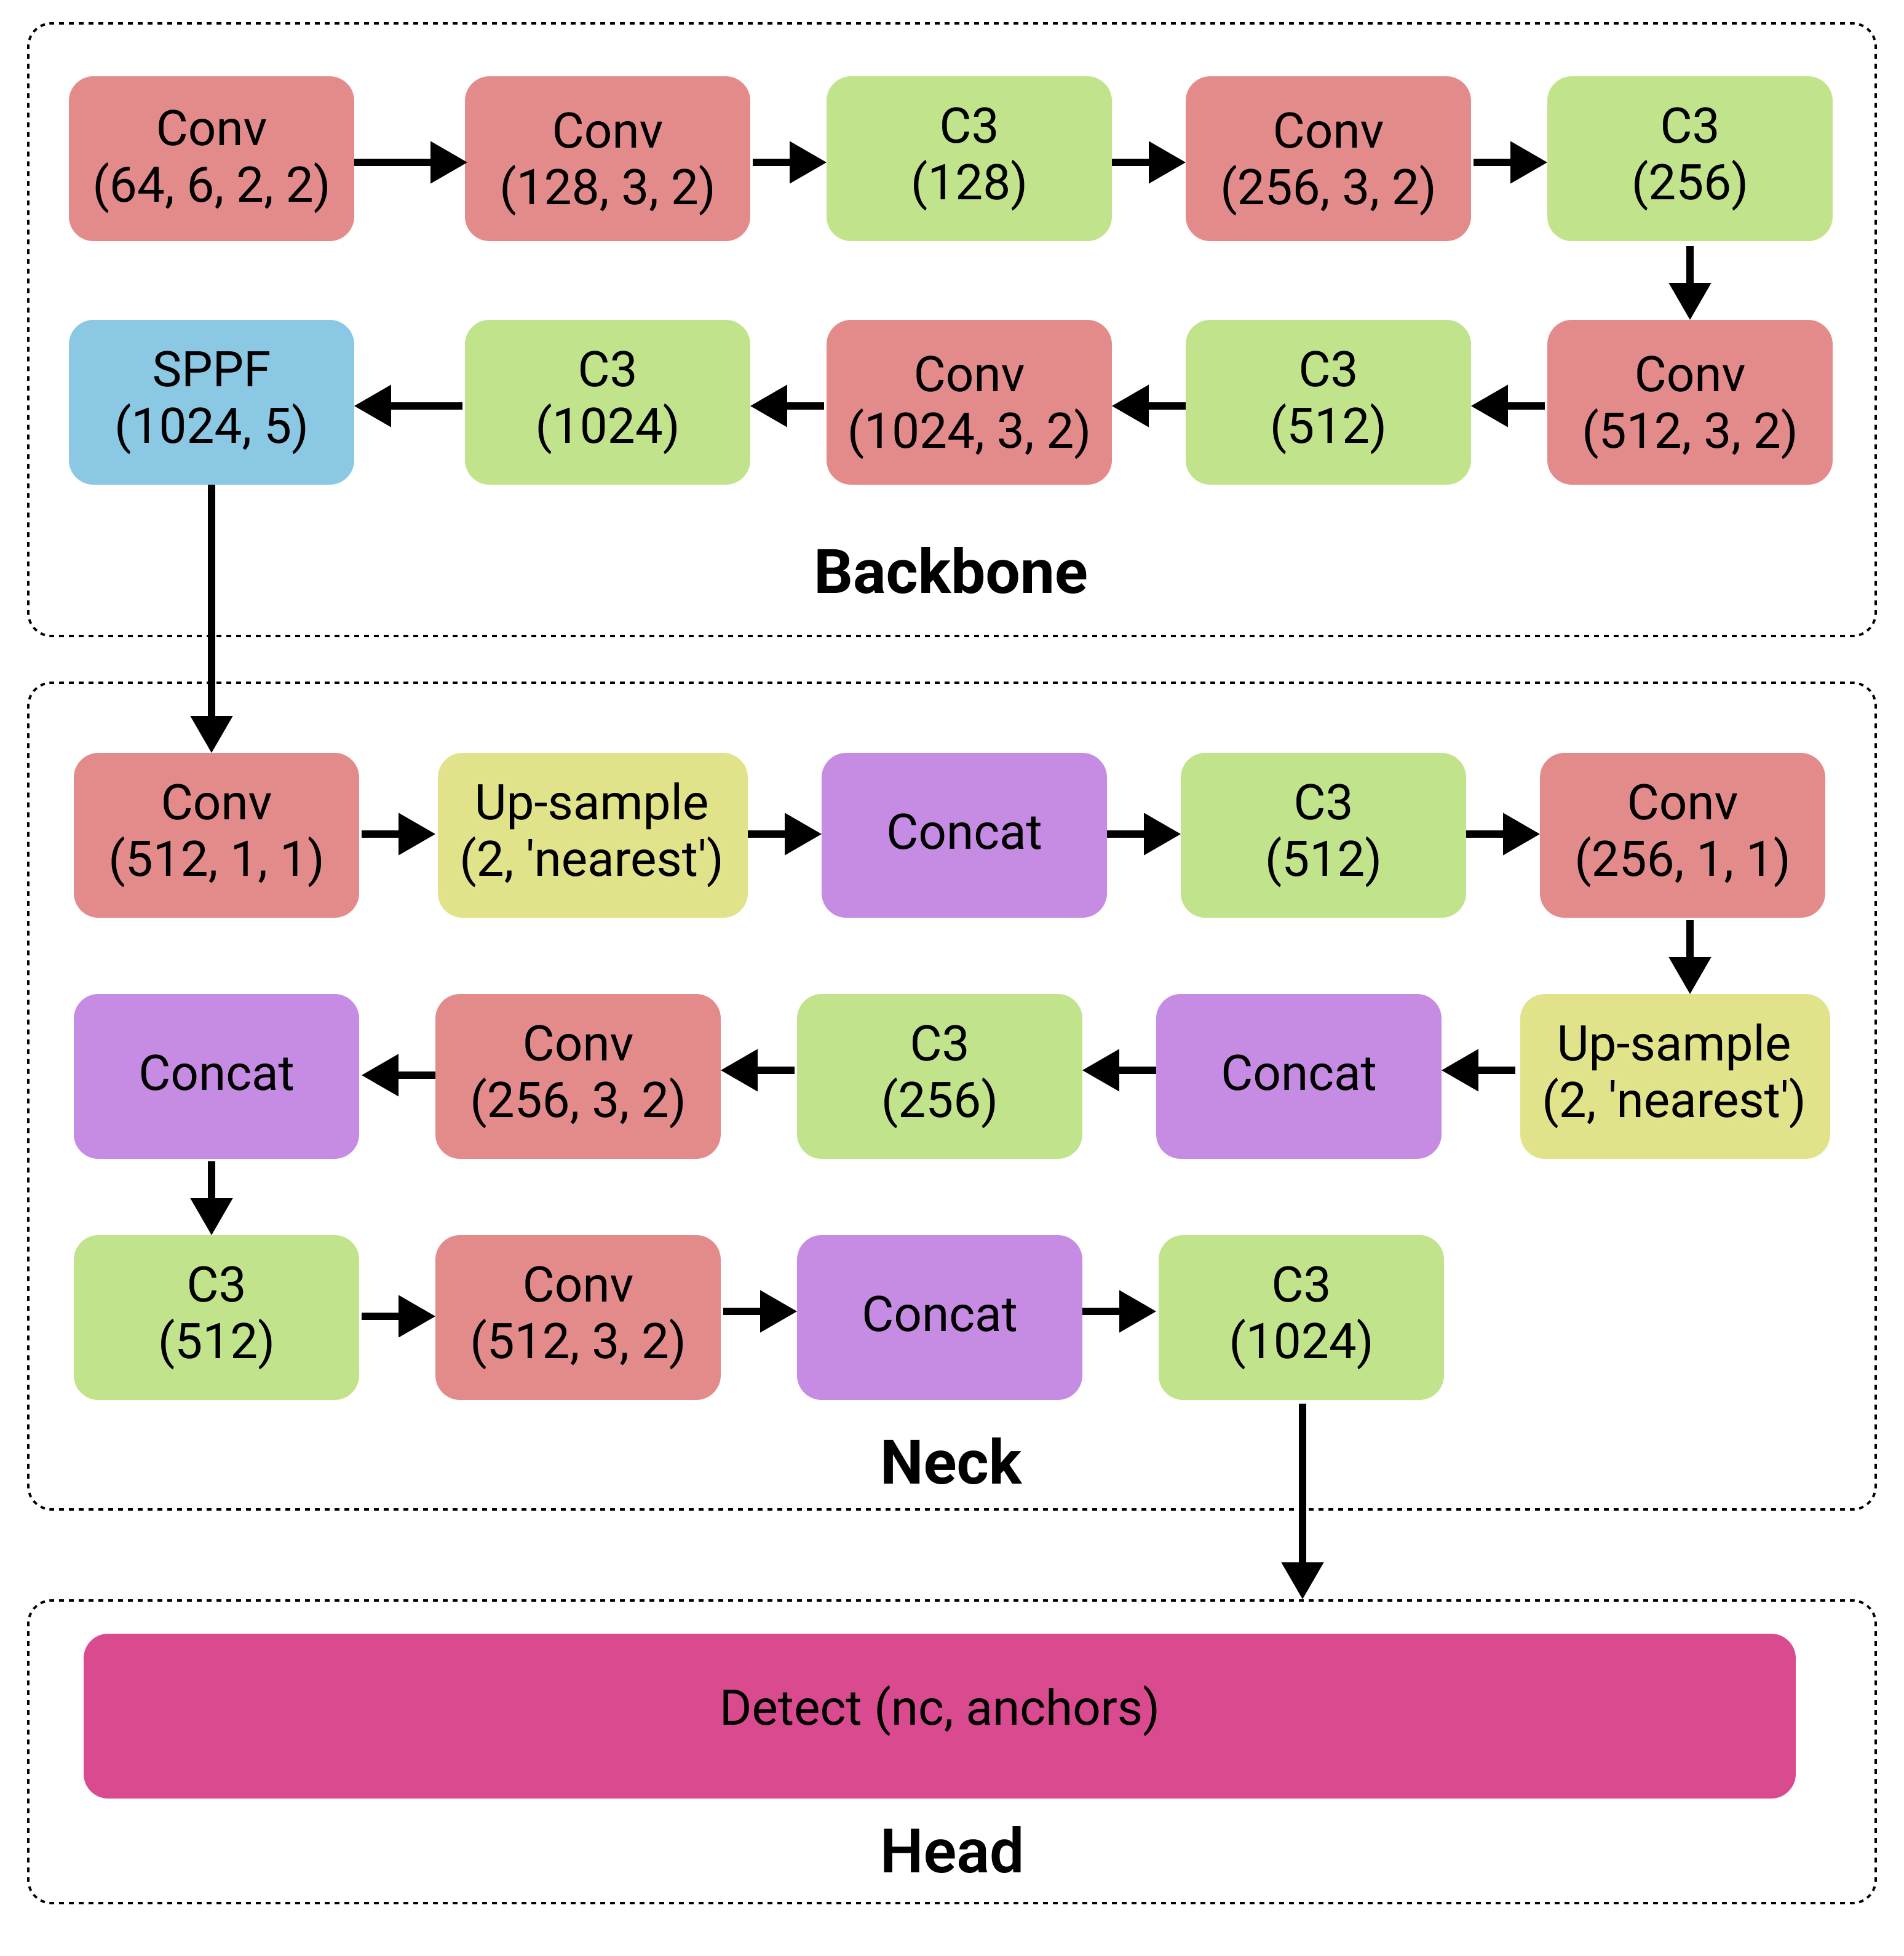 Conv
(64, 6, 2, 2)
Conv
(128, 3, 2)
C3
(128)
Conv
(256, 3, 2)
C3
(256)
SPPF
(1024, 5)
C3
(1024)
Conv
(1024, 3, 2)
C3
(512)
Conv
(512, 3, 2)
Backbone
Conv
(512, 1, 1)
Up-sample
(2, 'nearest')
Concat
C3
(512)
Conv
(256, 1, 1)
Concat
Conv
(256, 3, 2)
C3
(256)
Concat
Up-sample
(2, 'nearest')
C3
(512)
Conv
(512, 3, 2)
Concat
C3
(1024)
Neck
Detect (nc, anchors)
Head